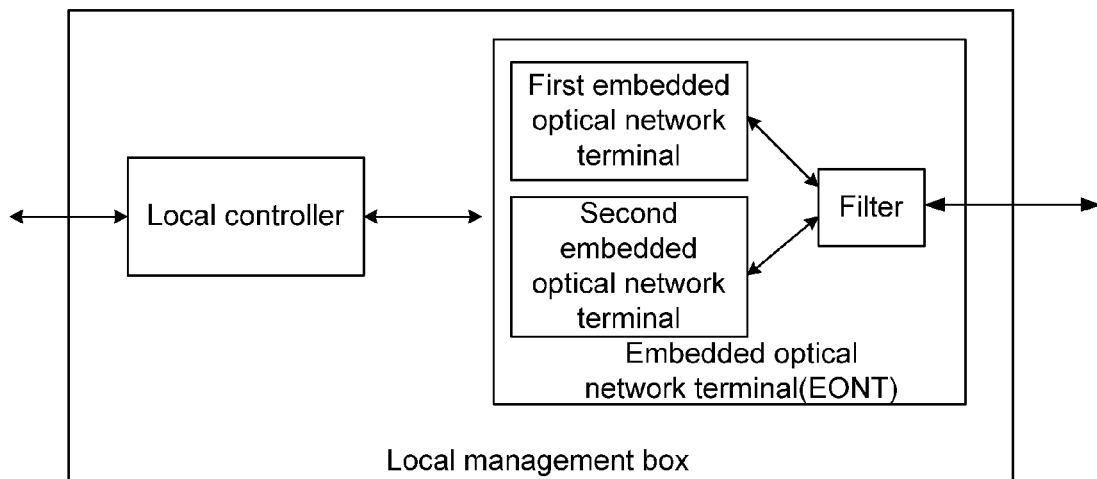 First embedded
optical network
terminal
Local controller
Second
embedded
optical network
terminal
Filter
Embedded optical
network terminal(EONT)
Local management box